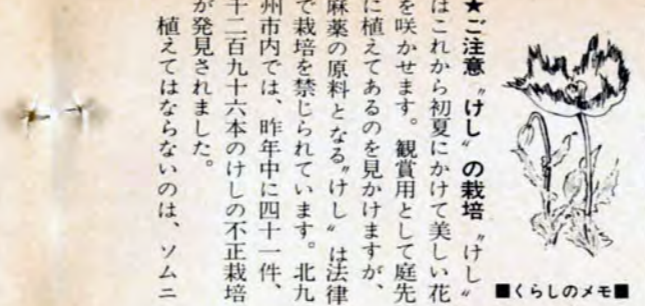 ■くらしのメモ■
★ご注意〝けし〟の栽培 〝けし〟
はこれから初夏にかけて美しい花
を咲かせます。観賞用として庭先
に植えてあるのを見かけますが、
麻薬の原料となる〝けし〟は法律
で栽培を禁じられています。北九
州市内では、昨年中に四十一件、
千二百九十六本のけしの不正栽培
が発見されました。
植えてはならないのは、ソムニ